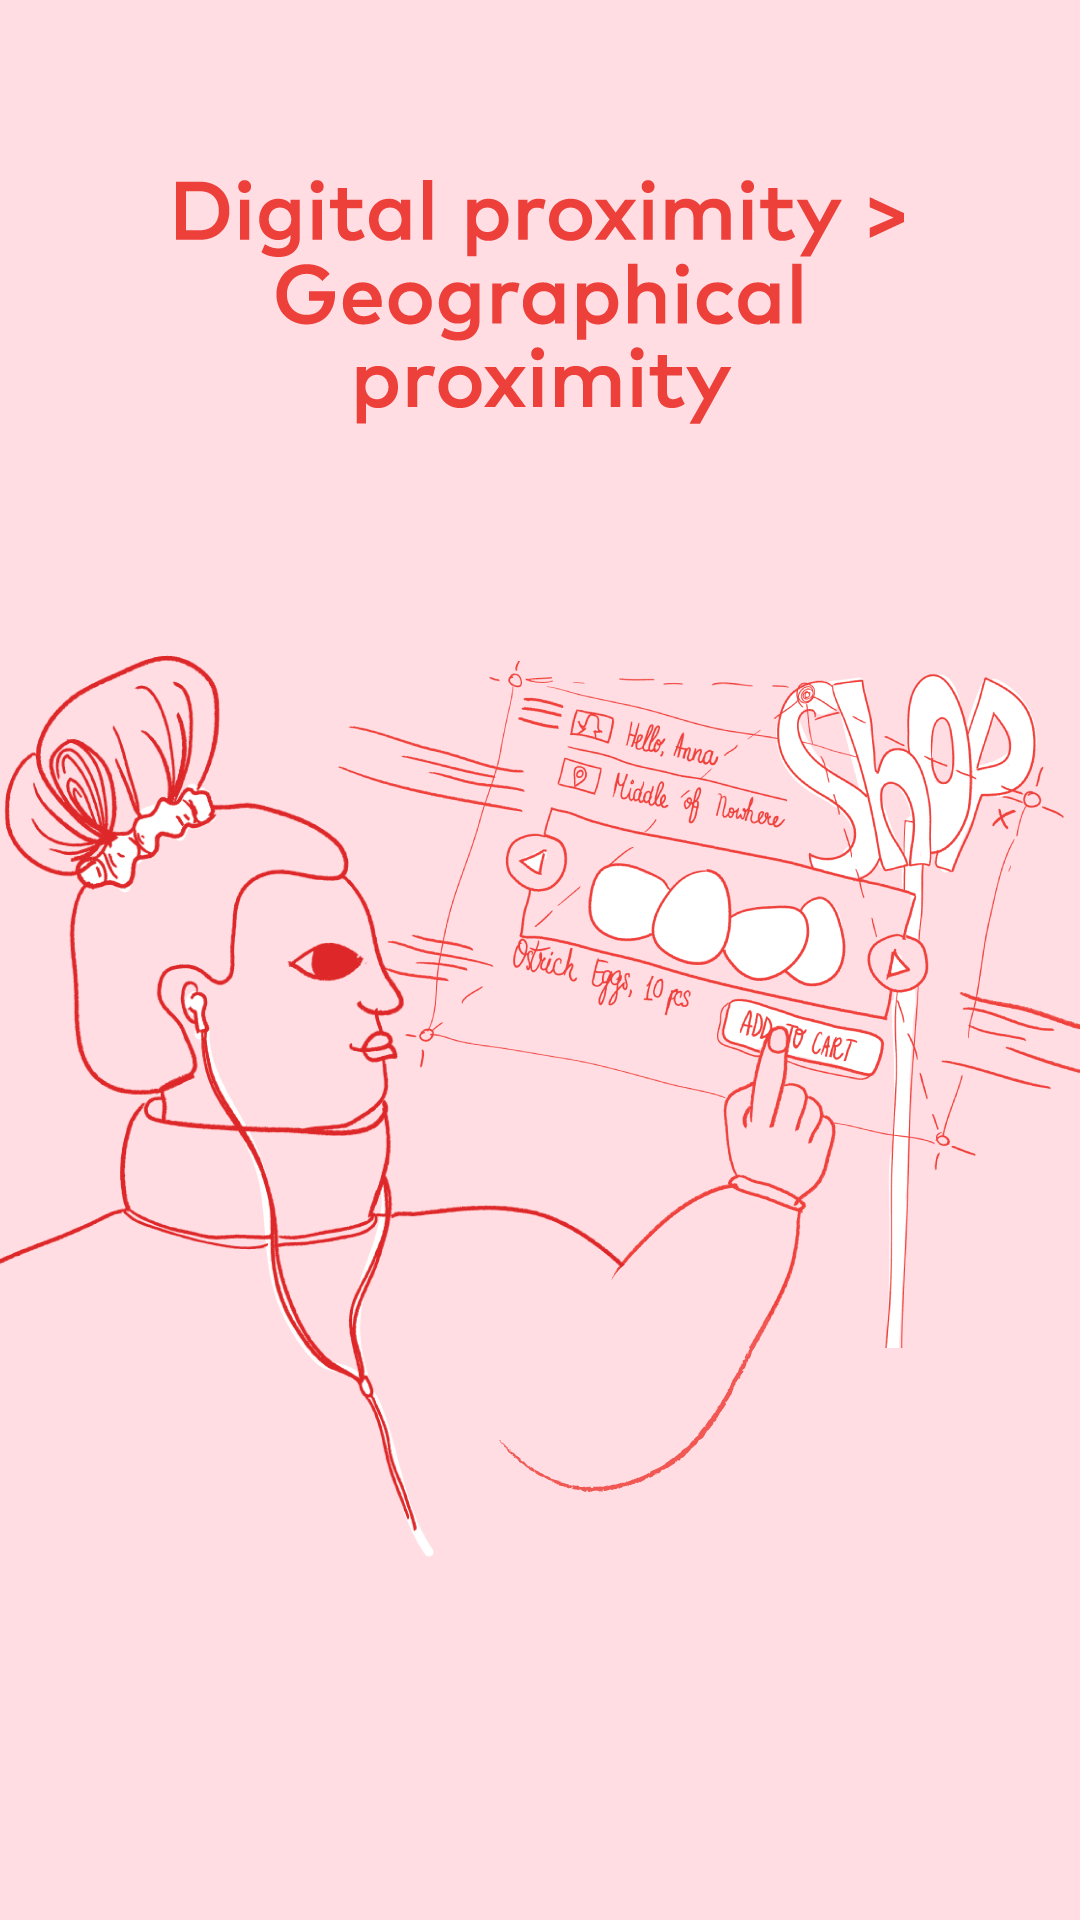 Digital proximity >
Geographical
proximity
Shop
Hello, Anna
Middle of Nowhere
Ostrich Eggs, 10 pcs
ADD TO CART